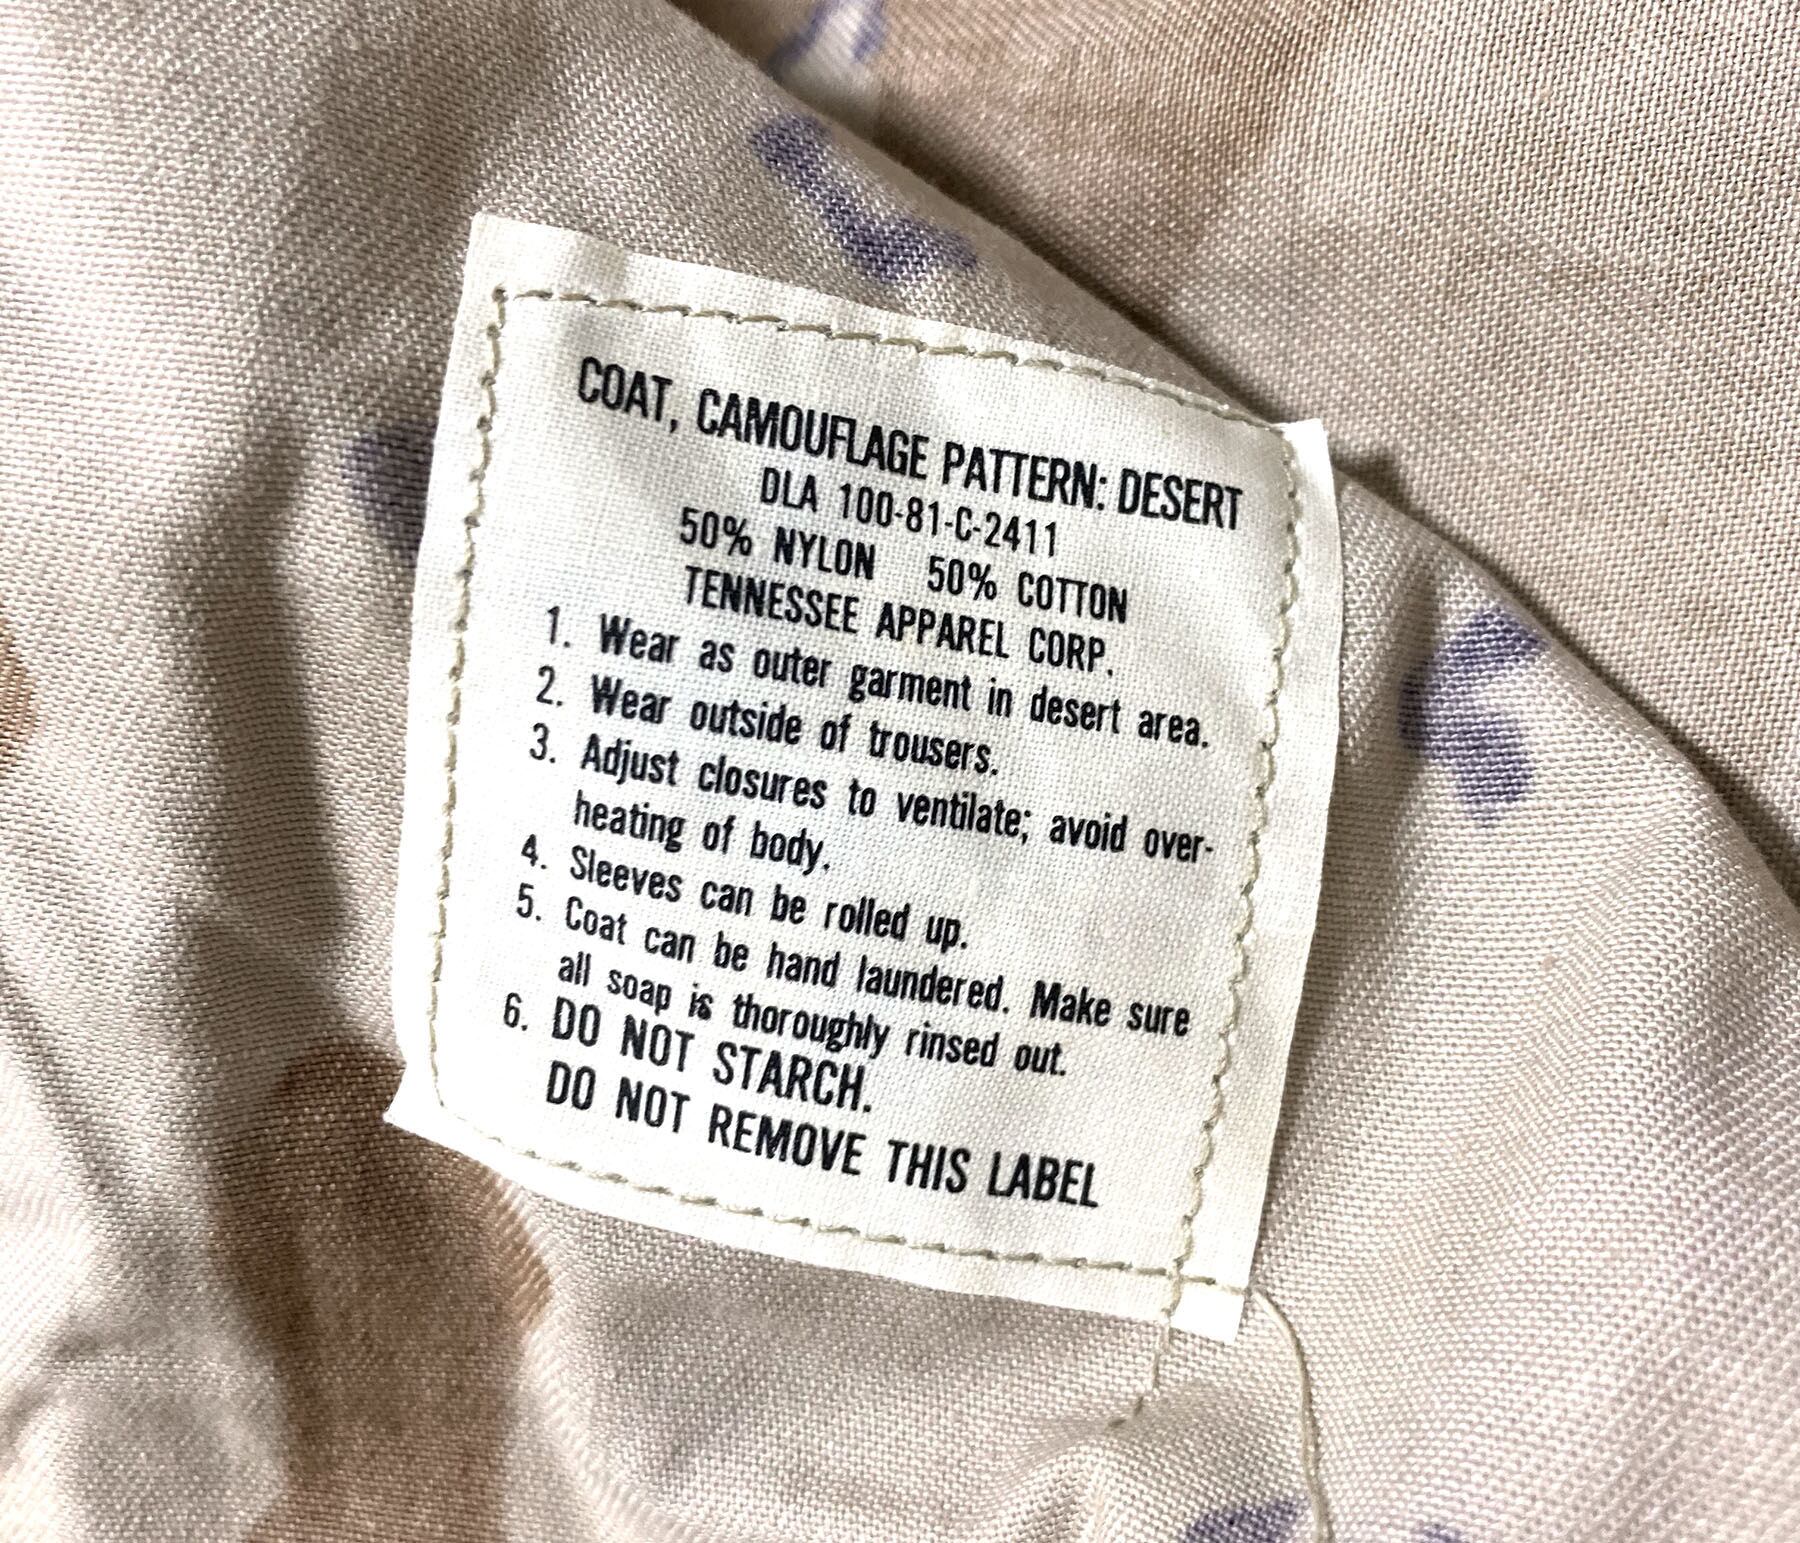 COAT, CAMOUFLAGE PATTERN: DESERT
DLA 100-81-C-2411
50% NYLON 50% COTTON
TENNESSEE APPAREL CORP.
1. Wear as outer garment in desert area.
2. Wear outside of trousers.
3. Adjust closures to ventilate; avoid over-
heating of body.
4. Sleeves can be rolled up.
5. Coat can be hand laundered. Make sure
all soap is thoroughly rinsed out.
6. DO NOT STARCH.
DO NOT REMOVE THIS LABEL